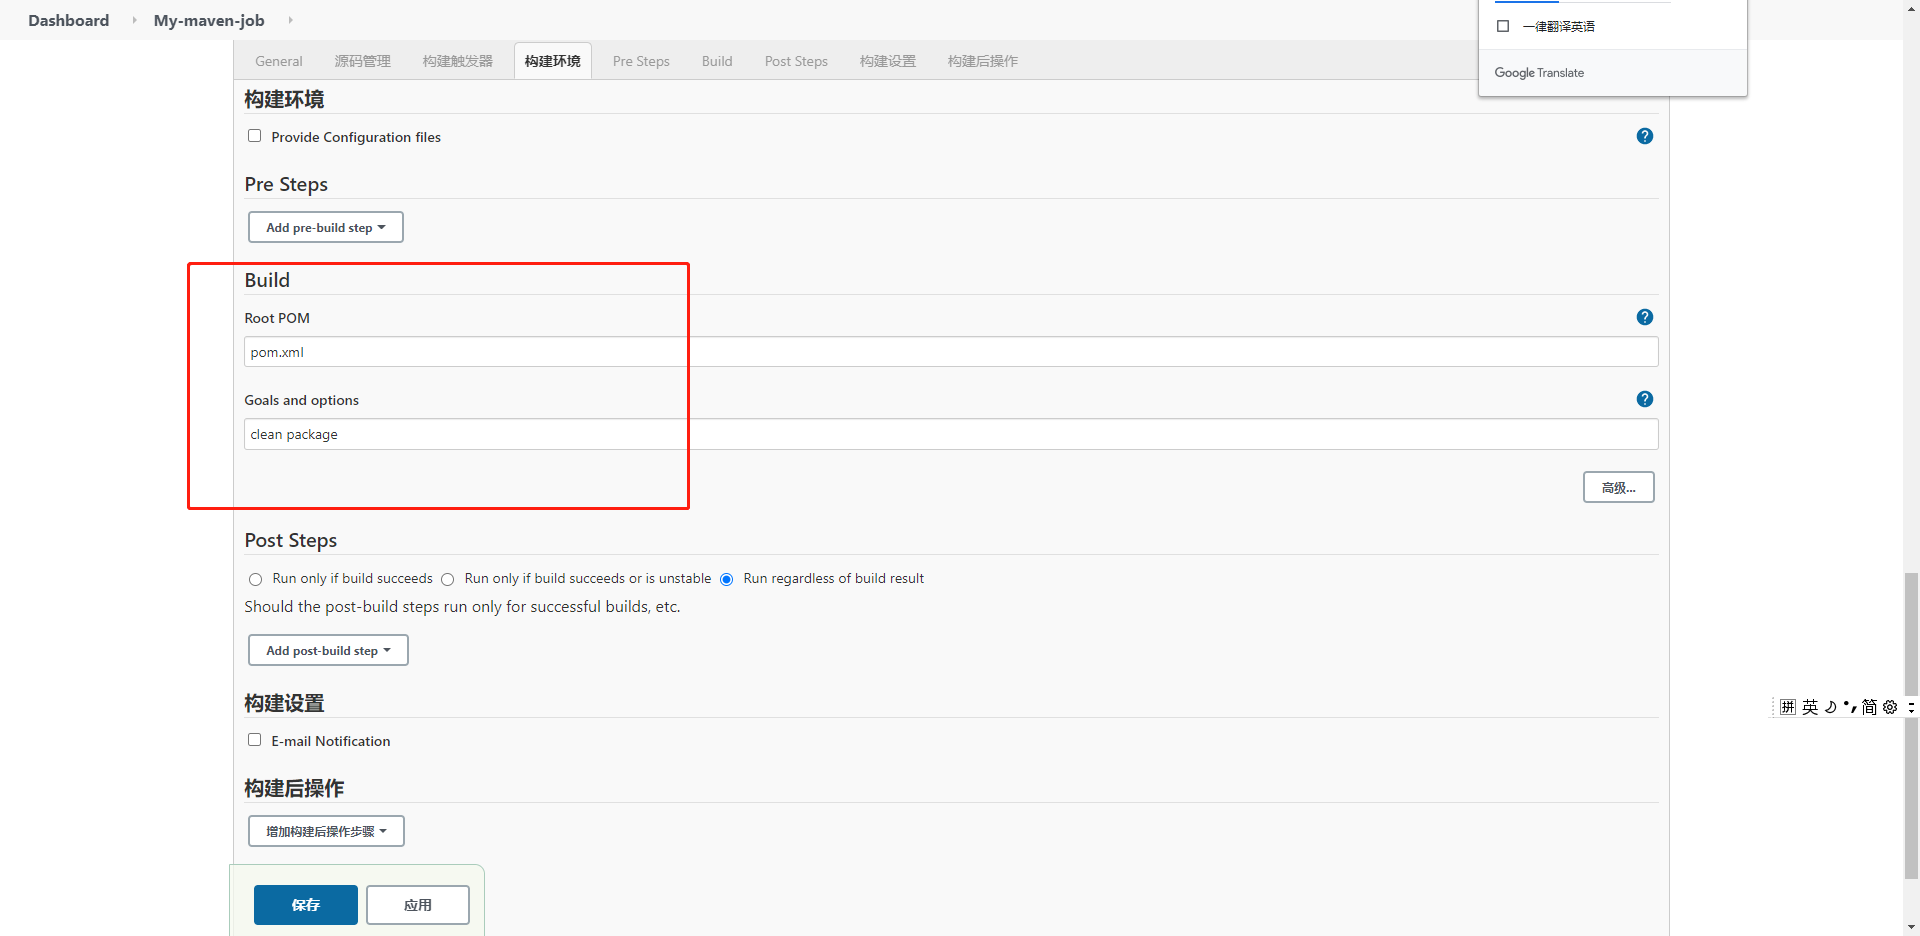 Dashboard My-maven-job
一律翻译英语
Google Translate
General 源码管理 构建触发器 构建环境 Pre Steps Build Post Steps 构建设置 构建后操作
构建环境
Provide Configuration files ?
Pre Steps
Add pre-build step
Build
Root POM ?
pom.xml
Goals and options ?
clean package
高级...
Post Steps
Run only if build succeeds Run only if build succeeds or is unstable Run regardless of build result
Should the post-build steps run only for successful builds, etc.
Add post-build step
构建设置
拼 英 简
E-mail Notification
构建后操作
增加构建后操作步骤
保存 应用